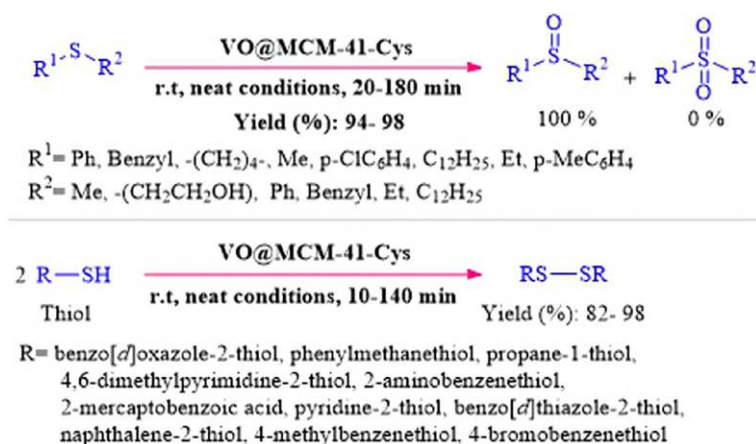 R¹ S R²
VO@MCM-41-Cys
r.t, neat conditions, 20-180 min
Yield (%): 94- 98
O
R¹ S R²
100 %
+
O
R¹ S R²
O
0 %
R¹= Ph, Benzyl, -(CH₂)₄-, Me, p-ClC₆H₄, C₁₂H₂₅, Et, p-MeC₆H₄
R²= Me, -(CH₂CH₂OH), Ph, Benzyl, Et, C₁₂H₂₅
2 R—SH
Thiol
VO@MCM-41-Cys
r.t, neat conditions, 10-140 min
RS—SR
Yield (%): 82- 98
R= benzo[d]oxazole-2-thiol, phenylmethanethiol, propane-1-thiol,
4,6-dimethylpyrimidine-2-thiol, 2-aminobenzenethiol,
2-mercaptobenzoic acid, pyridine-2-thiol, benzo[d]thiazole-2-thiol,
naphthalene-2-thiol, 4-methylbenzenethiol, 4-bromobenzenethiol